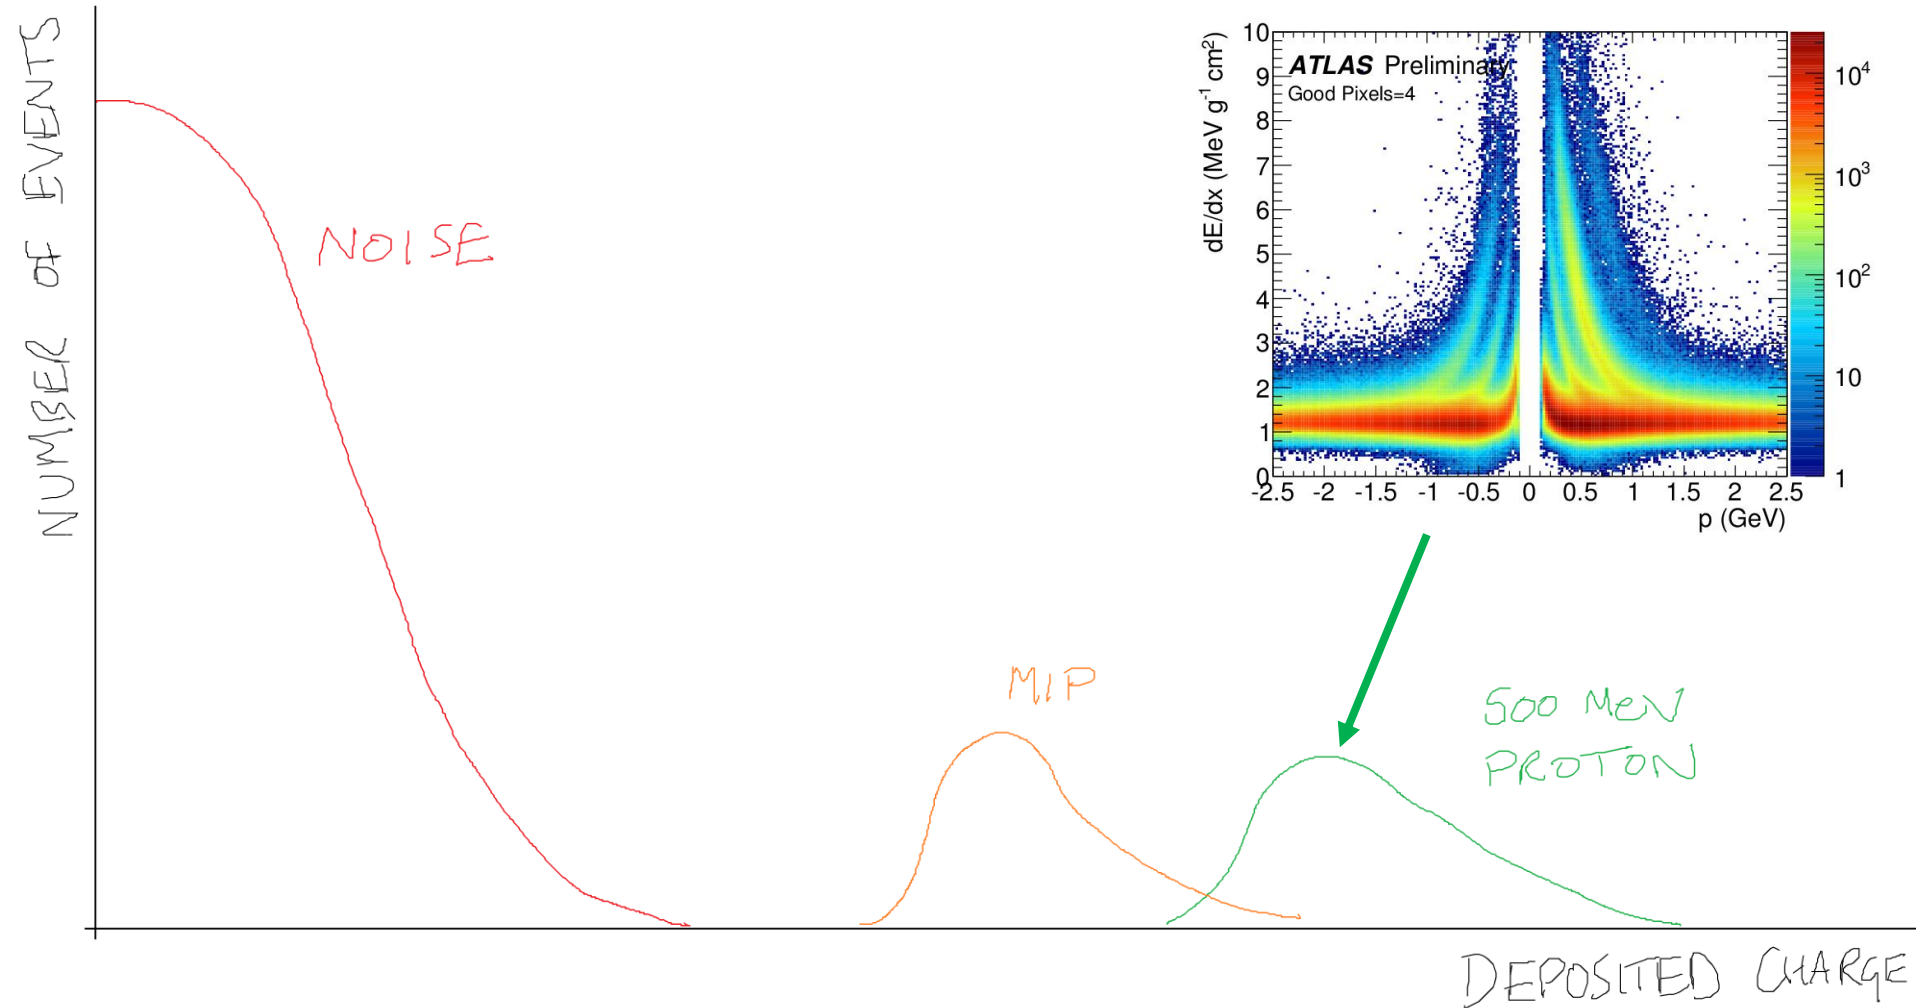 NUMBER OF EVENTS
NOISE
MIP
500 MeV
PROTON
DEPOSITED CHARGE
ATLAS Preliminary
Good Pixels=4
dE/dx (MeV g⁻¹ cm²)
10
9
8
7
6
5
4
3
2
1
0
-2.5 -2 -1.5 -1 -0.5 0 0.5 1 1.5 2 2.5
p (GeV)
10⁴
10³
10²
10
1